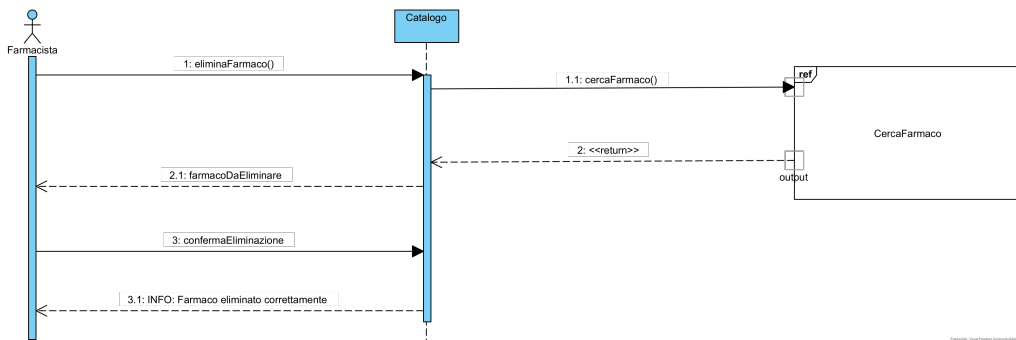 Catalogo
Farmacista
1: eliminaFarmaco()
ref
1.1: cercaFarmaco()
CercaFarmaco
2: <<return>>
2.1: farmacoDaEliminare
output
3: confermaEliminazione
3.1: INFO: Farmaco eliminato correttamente